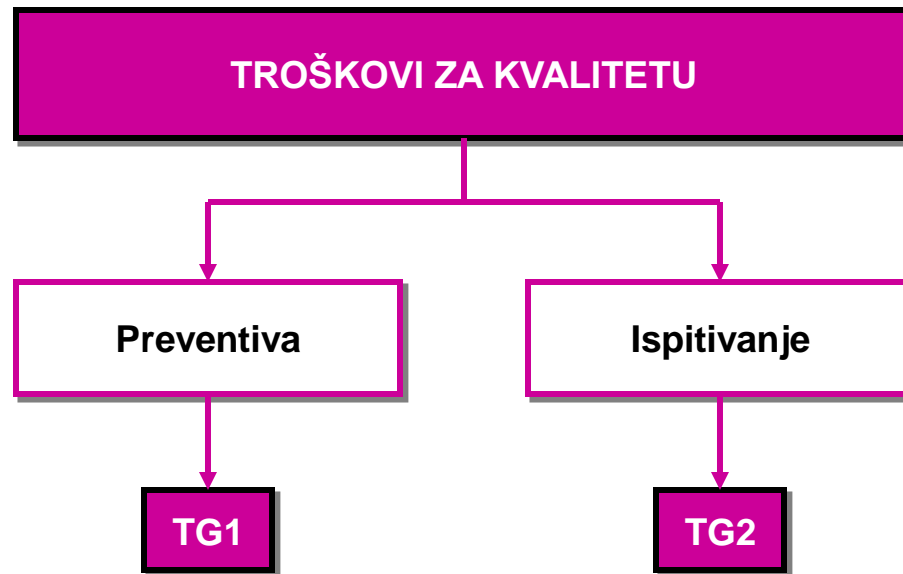 TROŠKOVI ZA KVALITETU
Preventiva
Ispitivanje
TG1
TG2